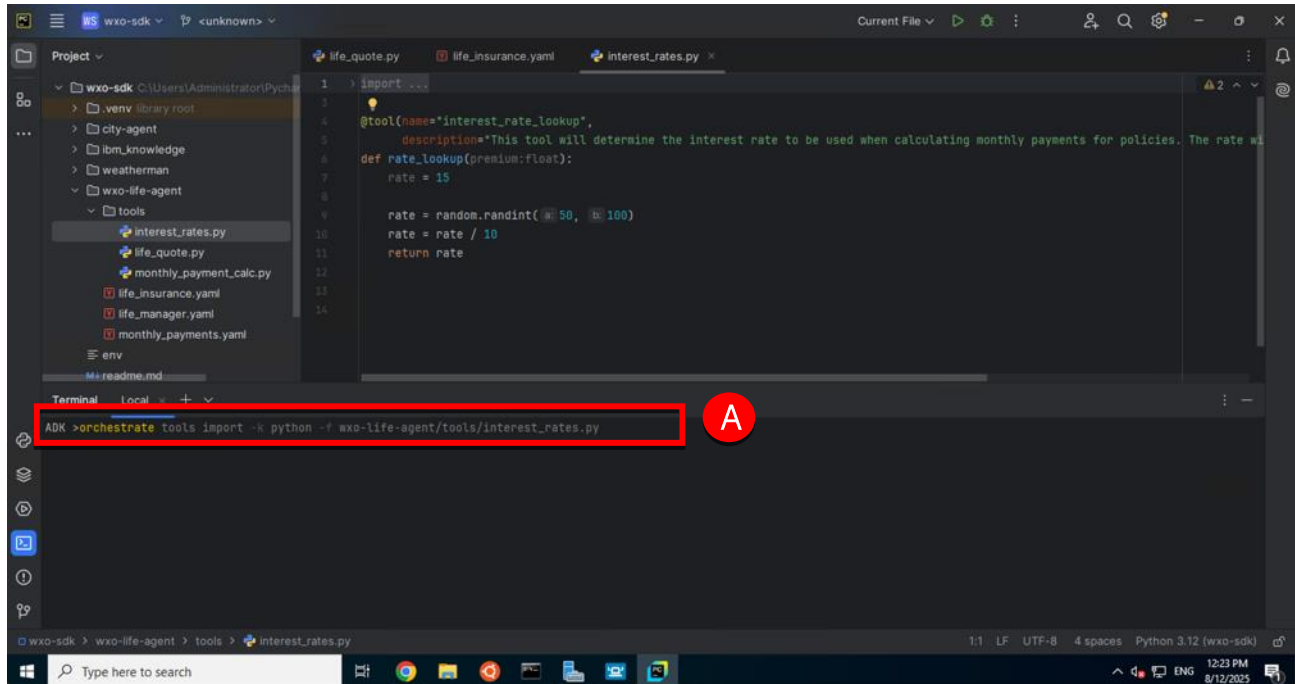 WS wxo-sdk <unknown> Current File
Project
life_quote.py life_insurance.yaml interest_rates.py
wxo-sdk C:\Users\Administrator\Pychar
.venv library root
city-agent
ibm_knowledge
weatherman
wxo-life-agent
tools
interest_rates.py
life_quote.py
monthly_payment_calc.py
life_insurance.yaml
life_manager.yaml
monthly_payments.yaml
env
readme.md
1 import ...
3
4 @tool(name="interest_rate_lookup",
5 description="This tool will determine the interest rate to be used when calculating monthly payments for policies. The rate wi
6 def rate_lookup(premium:float):
7 rate = 15
8
9 rate = random.randint( a: 50, b: 100)
10 rate = rate / 10
11 return rate
12
13
14
2
Terminal Local
ADK >orchestrate tools import -k python -f wxo-life-agent/tools/interest_rates.py
A
wxo-sdk > wxo-life-agent > tools > interest_rates.py 1:1 LF UTF-8 4 spaces Python 3.12 (wxo-sdk)
Type here to search ENG 12:23 PM
8/12/2025